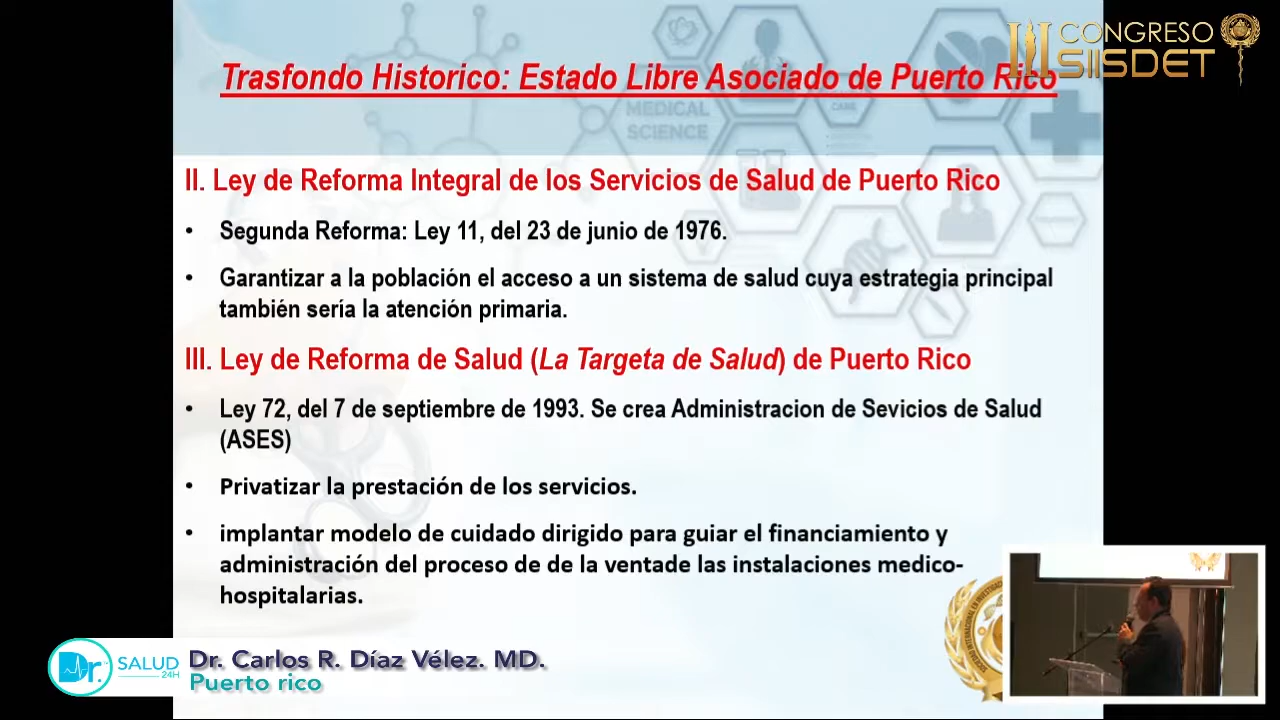 III CONGRESO
SIISDET
Trasfondo Historico: Estado Libre Asociado de Puerto Rico
MEDICAL
SCIENCE
CARE
II. Ley de Reforma Integral de los Servicios de Salud de Puerto Rico
• Segunda Reforma: Ley 11, del 23 de junio de 1976.
• Garantizar a la población el acceso a un sistema de salud cuya estrategia principal
también sería la atención primaria.
III. Ley de Reforma de Salud (La Targeta de Salud) de Puerto Rico
• Ley 72, del 7 de septiembre de 1993. Se crea Administracion de Sevicios de Salud
(ASES)
• Privatizar la prestación de los servicios.
• implantar modelo de cuidado dirigido para guiar el financiamiento y
administración del proceso de de la ventade las instalaciones medico-
hospitalarias.
Dr. SALUD
24H
Dr. Carlos R. Díaz Vélez. MD.
Puerto rico